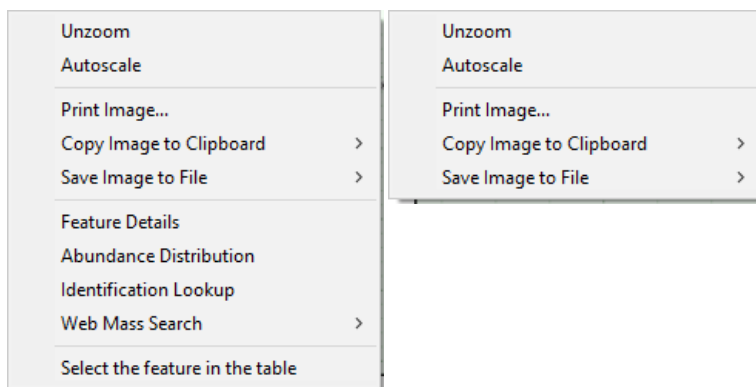 Unzoom
Autoscale
Print Image...
Copy Image to Clipboard
Save Image to File
Feature Details
Abundance Distribution
Identification Lookup
Web Mass Search
Select the feature in the table
Unzoom
Autoscale
Print Image...
Copy Image to Clipboard
Save Image to File